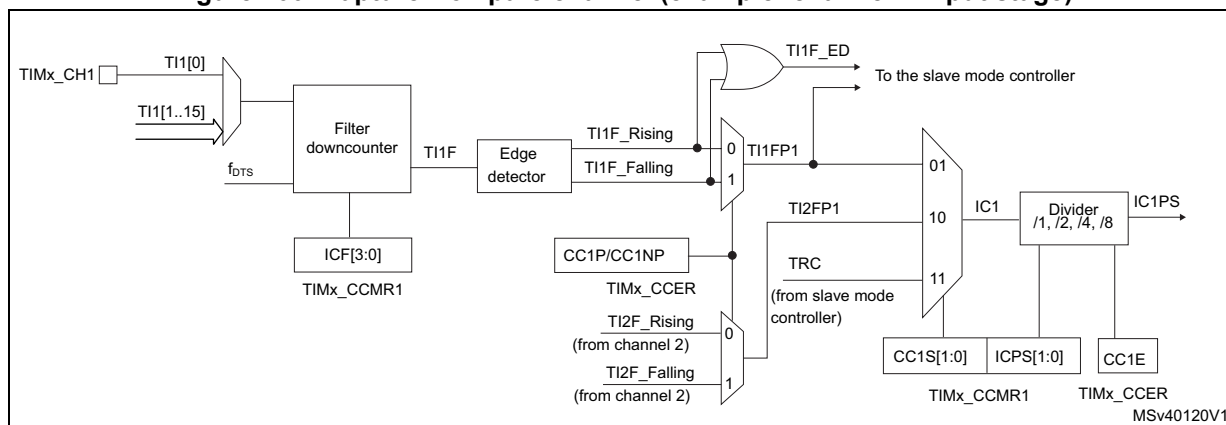 TI1[0]
TIMx_CH1
TI1[1..15]
fDTS
Filter
downcounter
ICF[3:0]
TIMx_CCMR1
TI1F
Edge
detector
TI1F_Rising
TI1F_Falling
TI1F_ED
To the slave mode controller
0
1
TI1FP1
TI2FP1
CC1P/CC1NP
TIMx_CCER
TRC
(from slave mode
controller)
TI2F_Rising
(from channel 2)
TI2F_Falling
(from channel 2)
0
1
01
10
11
IC1
Divider
/1, /2, /4, /8
IC1PS
CC1S[1:0]
ICPS[1:0]
CC1E
TIMx_CCMR1
TIMx_CCER
MSv40120V1